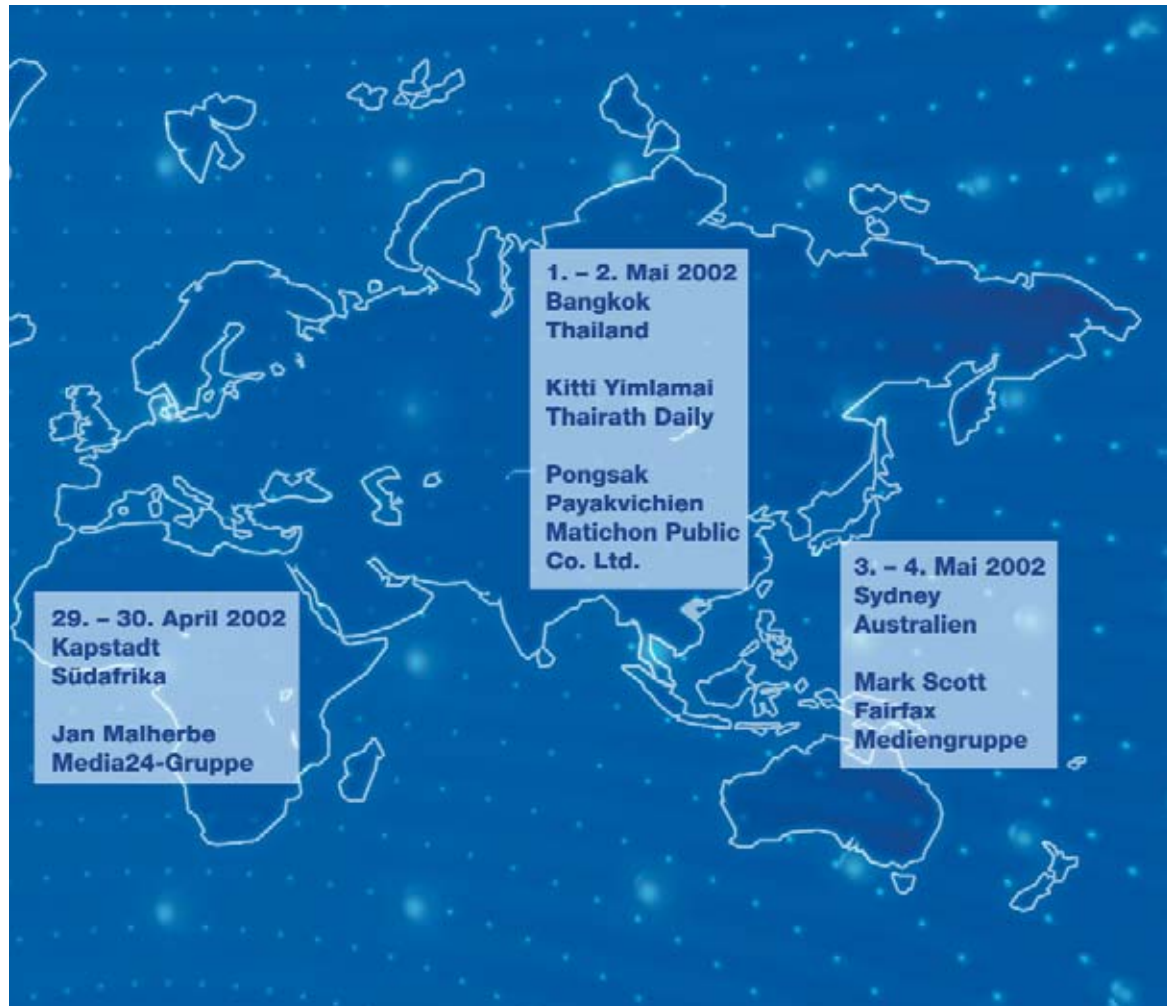 1. – 2. Mai 2002
Bangkok
Thailand
Kitti Yimlamai
Thairath Daily
Pongsak
Payakvichien
Matichon Public
Co. Ltd.
3. – 4. Mai 2002
Sydney
Australien
Mark Scott
Fairfax
Mediengruppe
29. – 30. April 2002
Kapstadt
Südafrika
Jan Malherbe
Media24-Gruppe